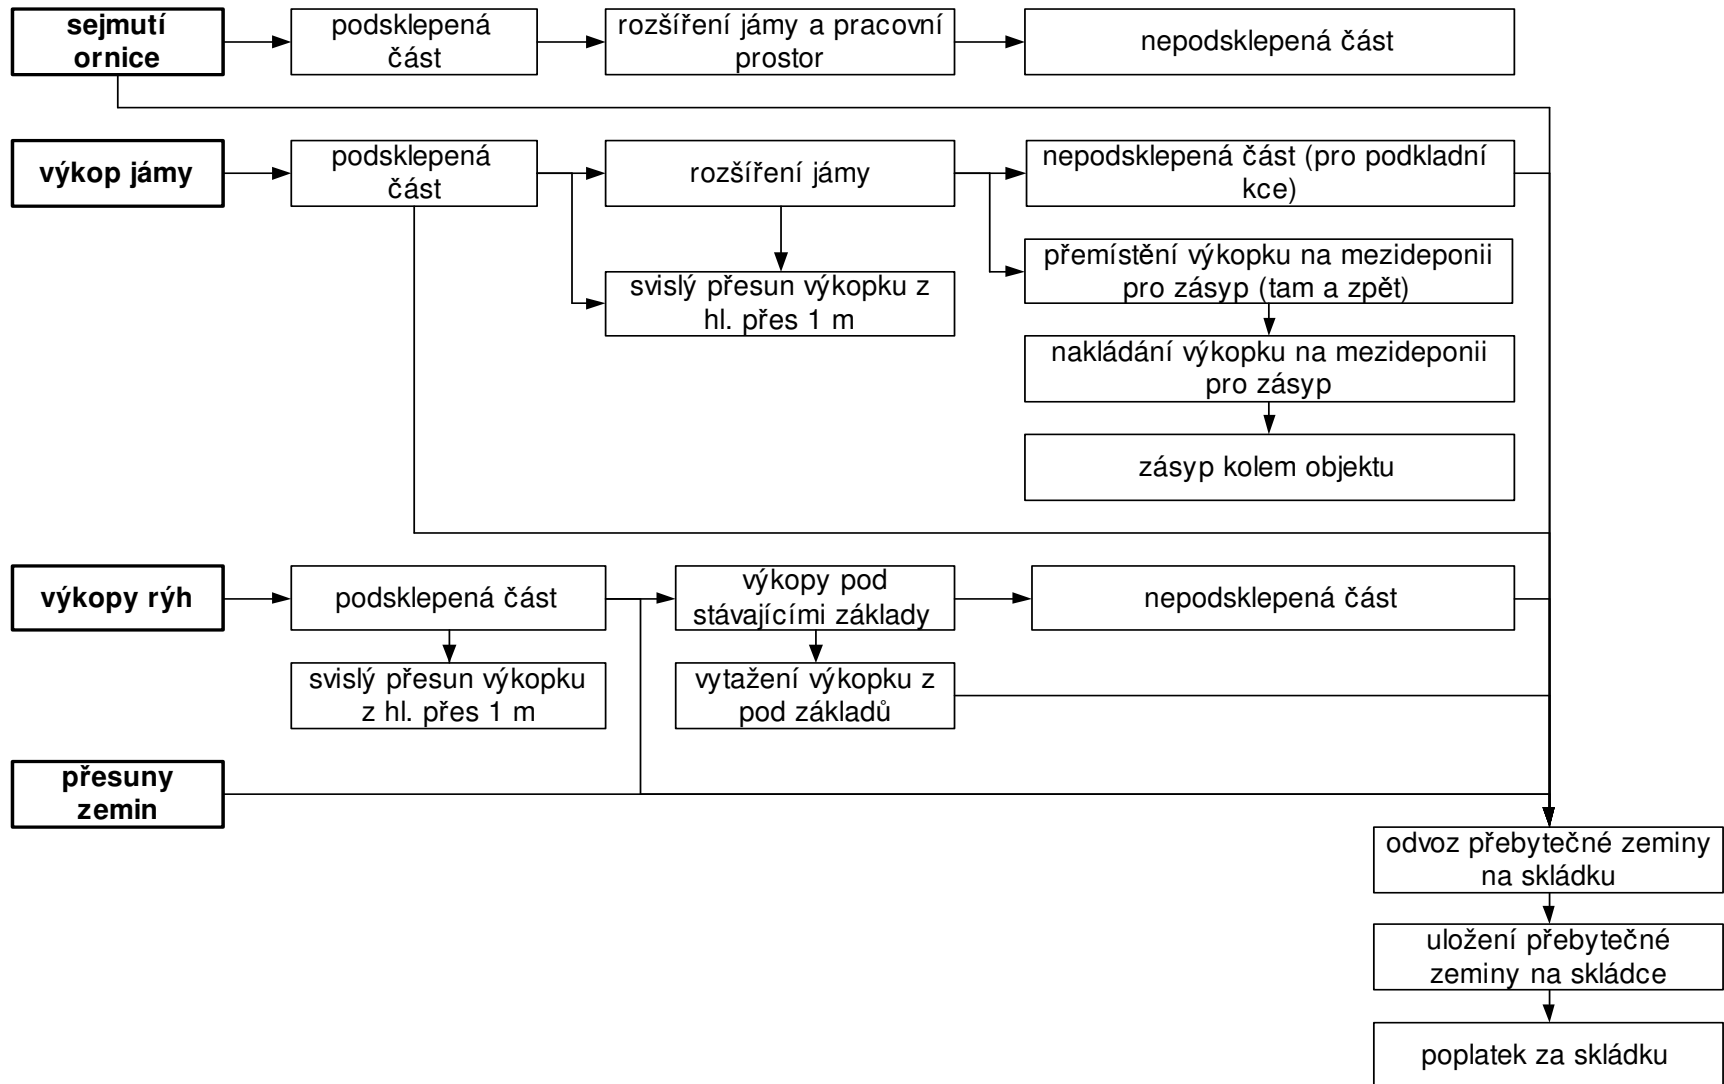 sejmutí
ornice
podsklepená
část
rozšíření jámy a pracovní
prostor
nepodsklepená část
výkop jámy
podsklepená
část
rozšíření jámy
nepodsklepená část (pro podkladní
kce)
svislý přesun výkopku z
hl. přes 1 m
přemístění výkopku na mezideponii
pro zásyp (tam a zpět)
nakládání výkopku na mezideponii
pro zásyp
zásyp kolem objektu
výkopy rýh
podsklepená část
výkopy pod
stávajícími základy
nepodsklepená část
svislý přesun výkopku
z hl. přes 1 m
vytažení výkopku z
pod základů
přesuny
zemin
odvoz přebytečné zeminy
na skládku
uložení přebytečné
zeminy na skládce
poplatek za skládku